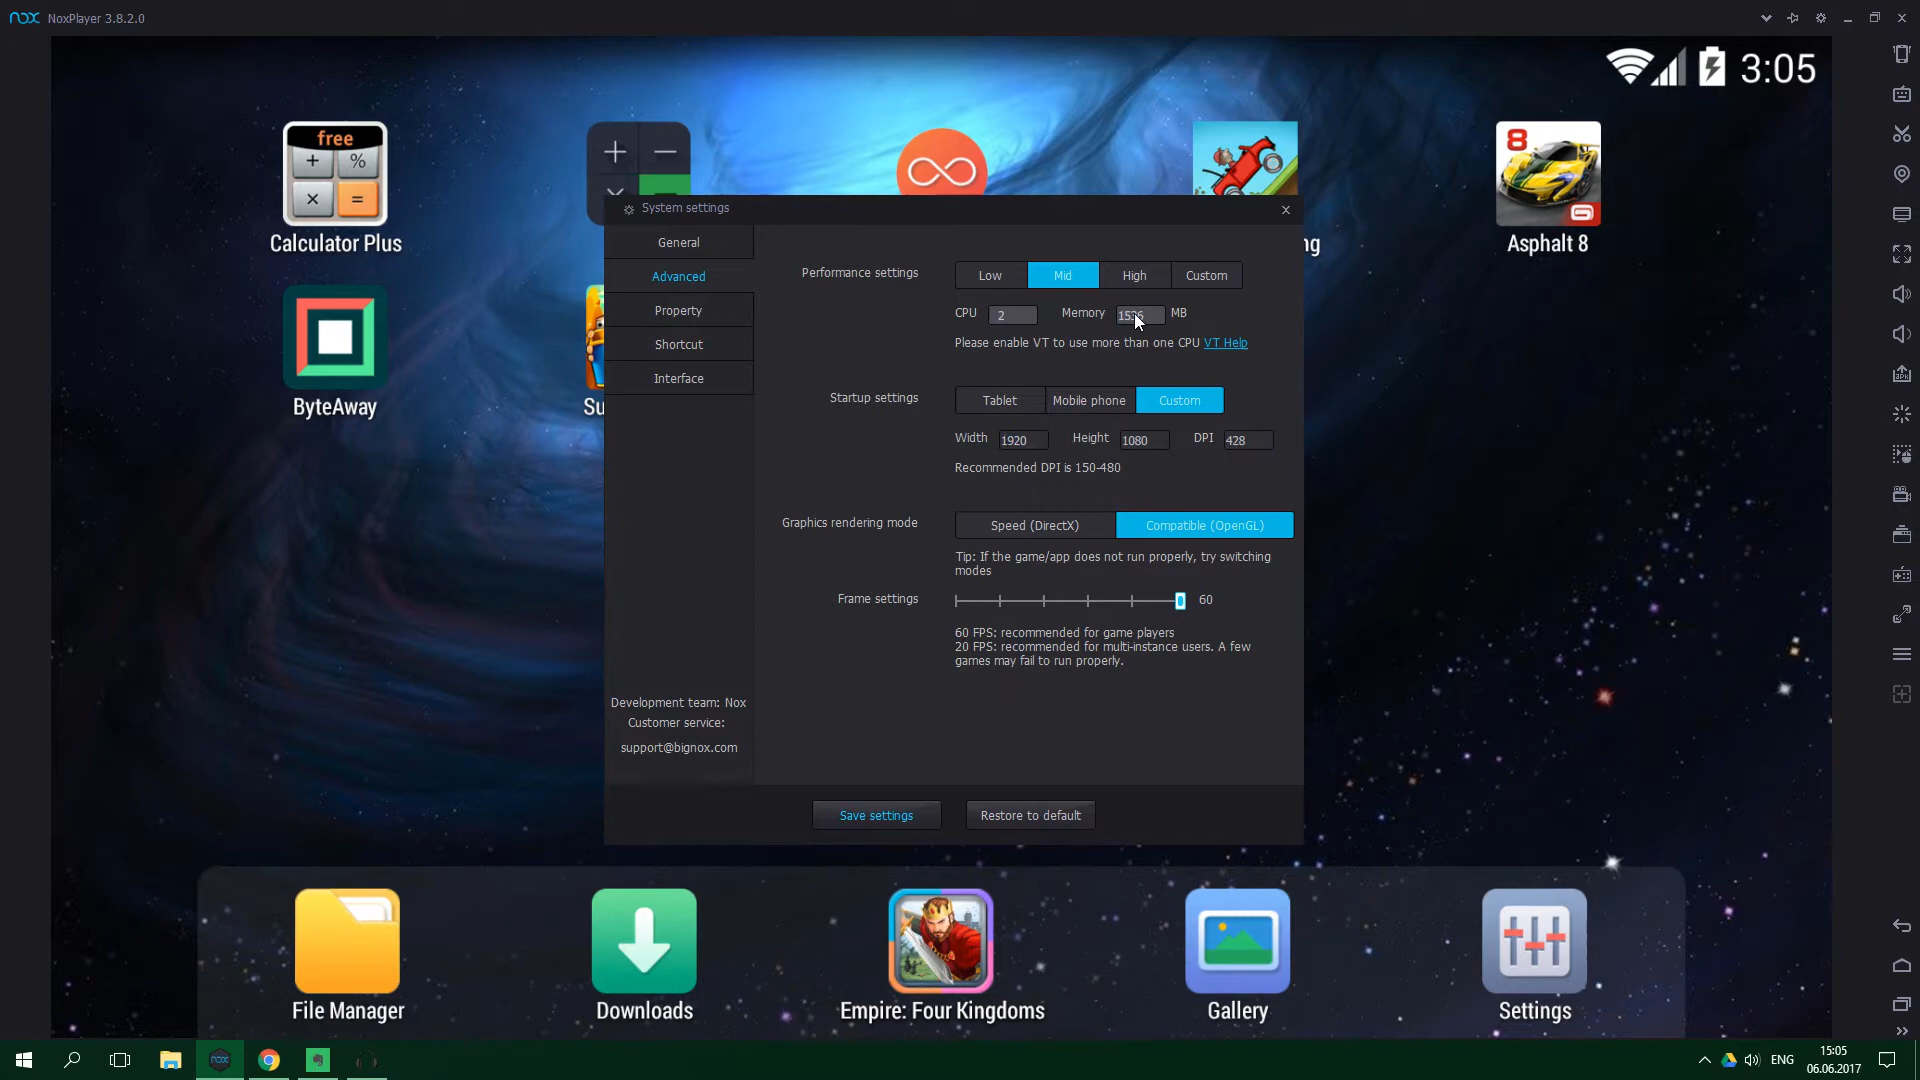 nox NoxPlayer 3.8.2.0
3:05
free
+ %
× =
+ −
8
Calculator Plus
ng
Asphalt 8
ByteAway
Su
System settings
General
Advanced
Property
Shortcut
Interface
Performance settings
Low Mid High Custom
CPU 2 Memory 1536 MB
Please enable VT to use more than one CPU VT Help
Startup settings
Tablet Mobile phone Custom
Width 1920 Height 1080 DPI 428
Recommended DPI is 150-480
Graphics rendering mode
Speed (DirectX) Compatible (OpenGL)
Tip: If the game/app does not run properly, try switching
modes
Frame settings
60
60 FPS: recommended for game players
20 FPS: recommended for multi-instance users. A few
games may fail to run properly.
Development team: Nox
Customer service:
support@bignox.com
Save settings Restore to default
File Manager
Downloads
Empire: Four Kingdoms
Gallery
Settings
nox
ENG
15:05
06.06.2017